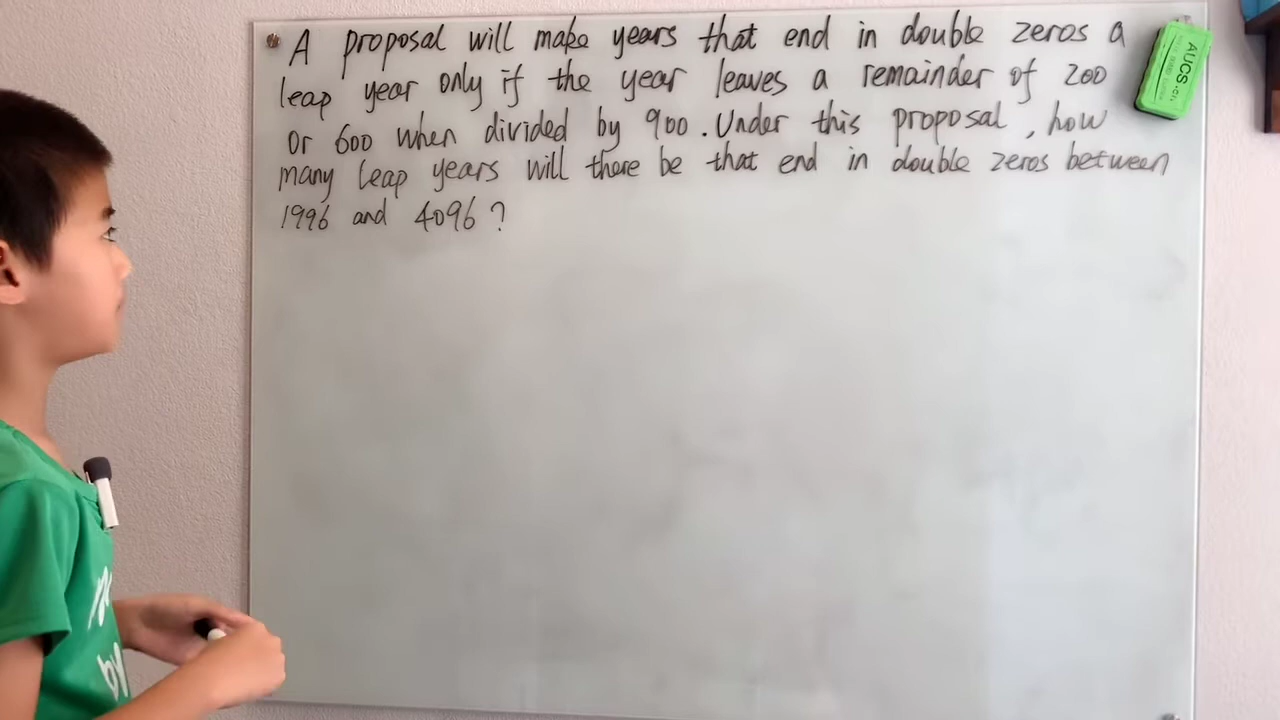 A proposal will make years that end in double zeros a
leap year only if the year leaves a remainder of 200
or 600 when divided by 900. Under this proposal, how
many leap years will there be that end in double zeros between
1996 and 4096?
AUCS
by